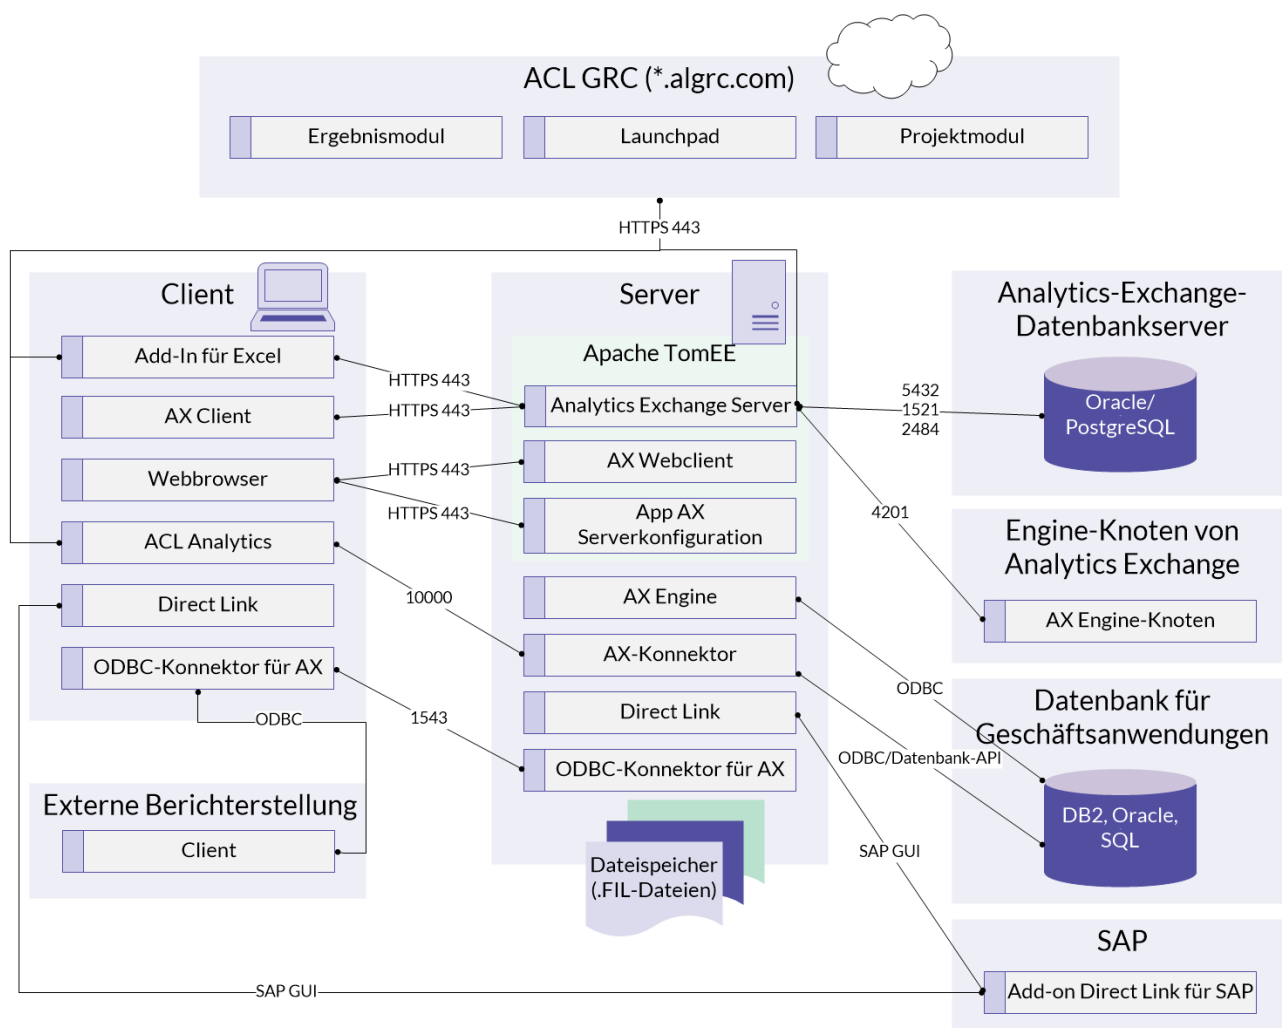 ACL GRC (*.algrc.com)
Ergebnismodul
Launchpad
Projektmodul
HTTPS 443
Client
Add-In für Excel
AX Client
Webbrowser
ACL Analytics
Direct Link
ODBC-Konnektor für AX
HTTPS 443
HTTPS 443
HTTPS 443
HTTPS 443
10000
1543
ODBC
Externe Berichterstellung
Client
SAP GUI
Server
Apache TomEE
Analytics Exchange Server
AX Webclient
App AX
Serverkonfiguration
AX Engine
AX-Konnektor
Direct Link
ODBC-Konnektor für AX
Dateispeicher
(.FIL-Dateien)
5432
1521
2484
4201
ODBC
ODBC/Datenbank-API
SAP GUI
Analytics-Exchange-
Datenbankserver
Oracle/
PostgreSQL
Engine-Knoten von
Analytics Exchange
AX Engine-Knoten
Datenbank für
Geschäftsanwendungen
DB2, Oracle,
SQL
SAP
Add-on Direct Link für SAP